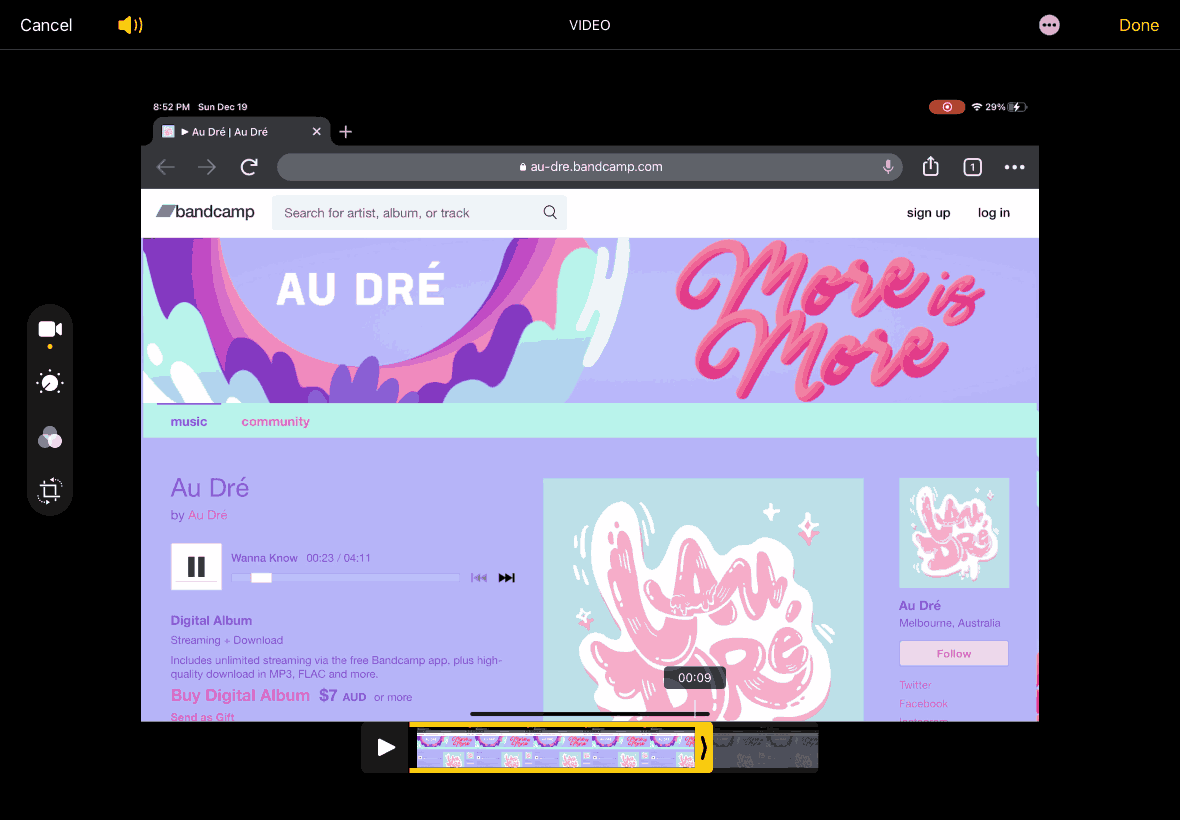 Cancel
VIDEO
Done
8:52 PM Sun Dec 19
29%
Au Dré | Au Dré
au-dre.bandcamp.com
1
bandcamp
Search for artist, album, or track
sign up
log in
AU DRÉ
More is
More
music
community
Au Dré
by Au Dré
Wanna Know 00:23 / 04:11
Digital Album
Streaming + Download
Includes unlimited streaming via the free Bandcamp app, plus high-
quality download in MP3, FLAC and more.
Buy Digital Album $7 AUD or more
Send as Gift
AU
DRÉ
AU
DRÉ
Au Dré
Melbourne, Australia
Follow
Twitter
Facebook
Instagram
00:09